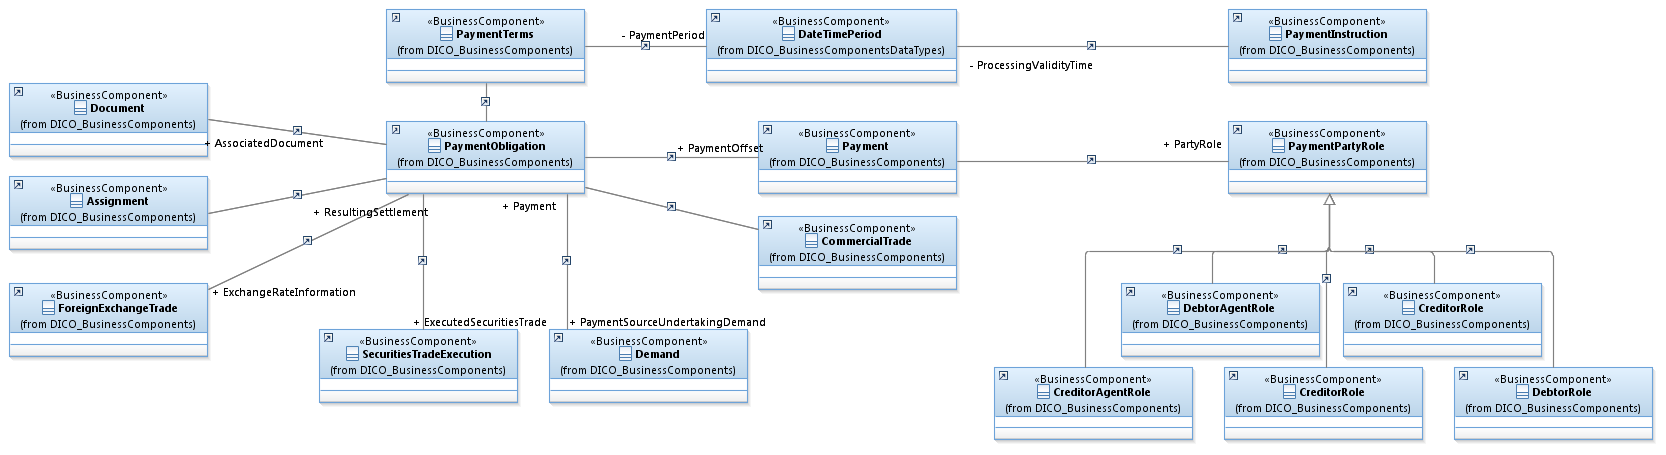 «BusinessComponent»
PaymentTerms
(from DICO_BusinessComponents)
- PaymentPeriod
«BusinessComponent»
DateTimePeriod
(from DICO_BusinessComponentsDataTypes)
- ProcessingValidityTime
«BusinessComponent»
PaymentInstruction
(from DICO_BusinessComponents)
«BusinessComponent»
Document
(from DICO_BusinessComponents)
+ AssociatedDocument
«BusinessComponent»
PaymentObligation
(from DICO_BusinessComponents)
+ PaymentOffset
«BusinessComponent»
Payment
(from DICO_BusinessComponents)
+ PartyRole
«BusinessComponent»
PaymentPartyRole
(from DICO_BusinessComponents)
«BusinessComponent»
Assignment
(from DICO_BusinessComponents)
+ ResultingSettlement
+ Payment
«BusinessComponent»
CommercialTrade
(from DICO_BusinessComponents)
«BusinessComponent»
ForeignExchangeTrade
(from DICO_BusinessComponents)
+ ExchangeRateInformation
+ ExecutedSecuritiesTrade
+ PaymentSourceUndertakingDemand
«BusinessComponent»
SecuritiesTradeExecution
(from DICO_BusinessComponents)
«BusinessComponent»
Demand
(from DICO_BusinessComponents)
«BusinessComponent»
DebtorAgentRole
(from DICO_BusinessComponents)
«BusinessComponent»
CreditorRole
(from DICO_BusinessComponents)
«BusinessComponent»
CreditorAgentRole
(from DICO_BusinessComponents)
«BusinessComponent»
CreditorRole
(from DICO_BusinessComponents)
«BusinessComponent»
DebtorRole
(from DICO_BusinessComponents)